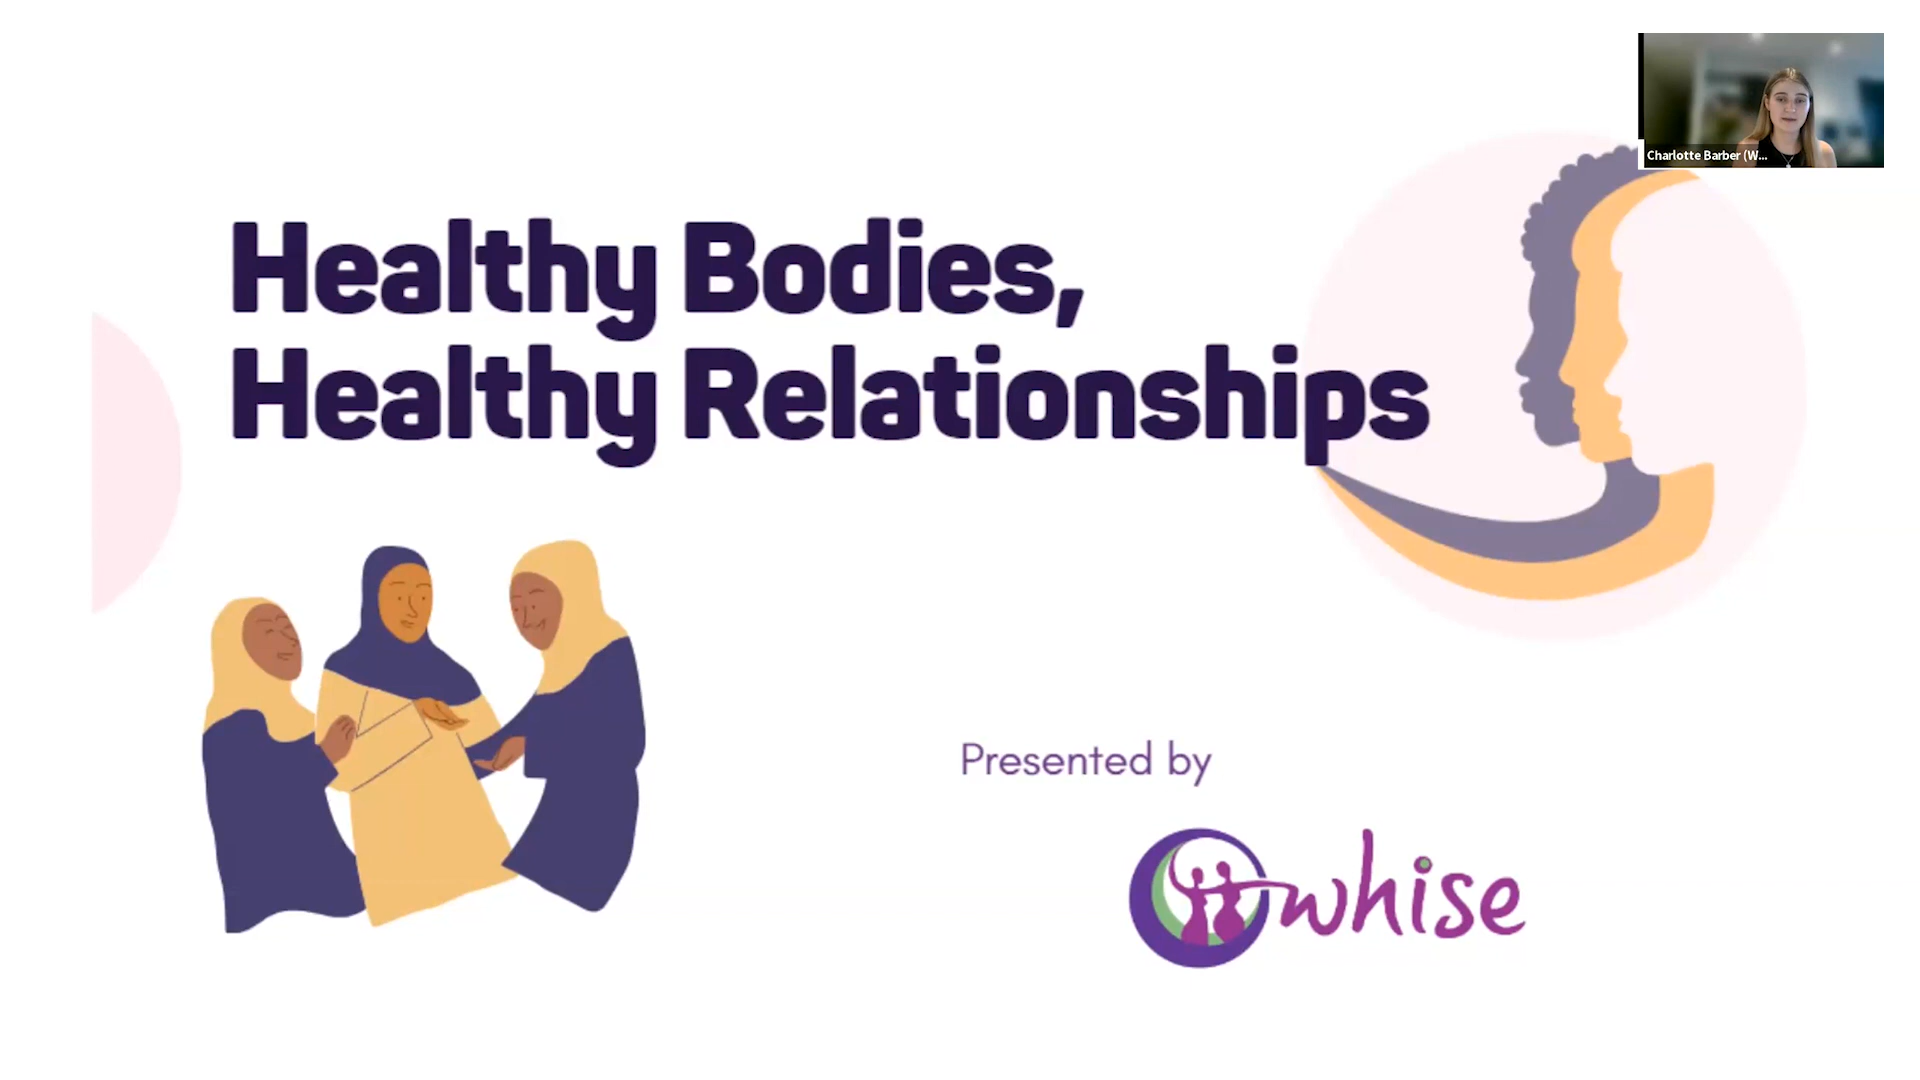 Charlotte Barber (W...
Healthy Bodies,
Healthy Relationships
Presented by
whise